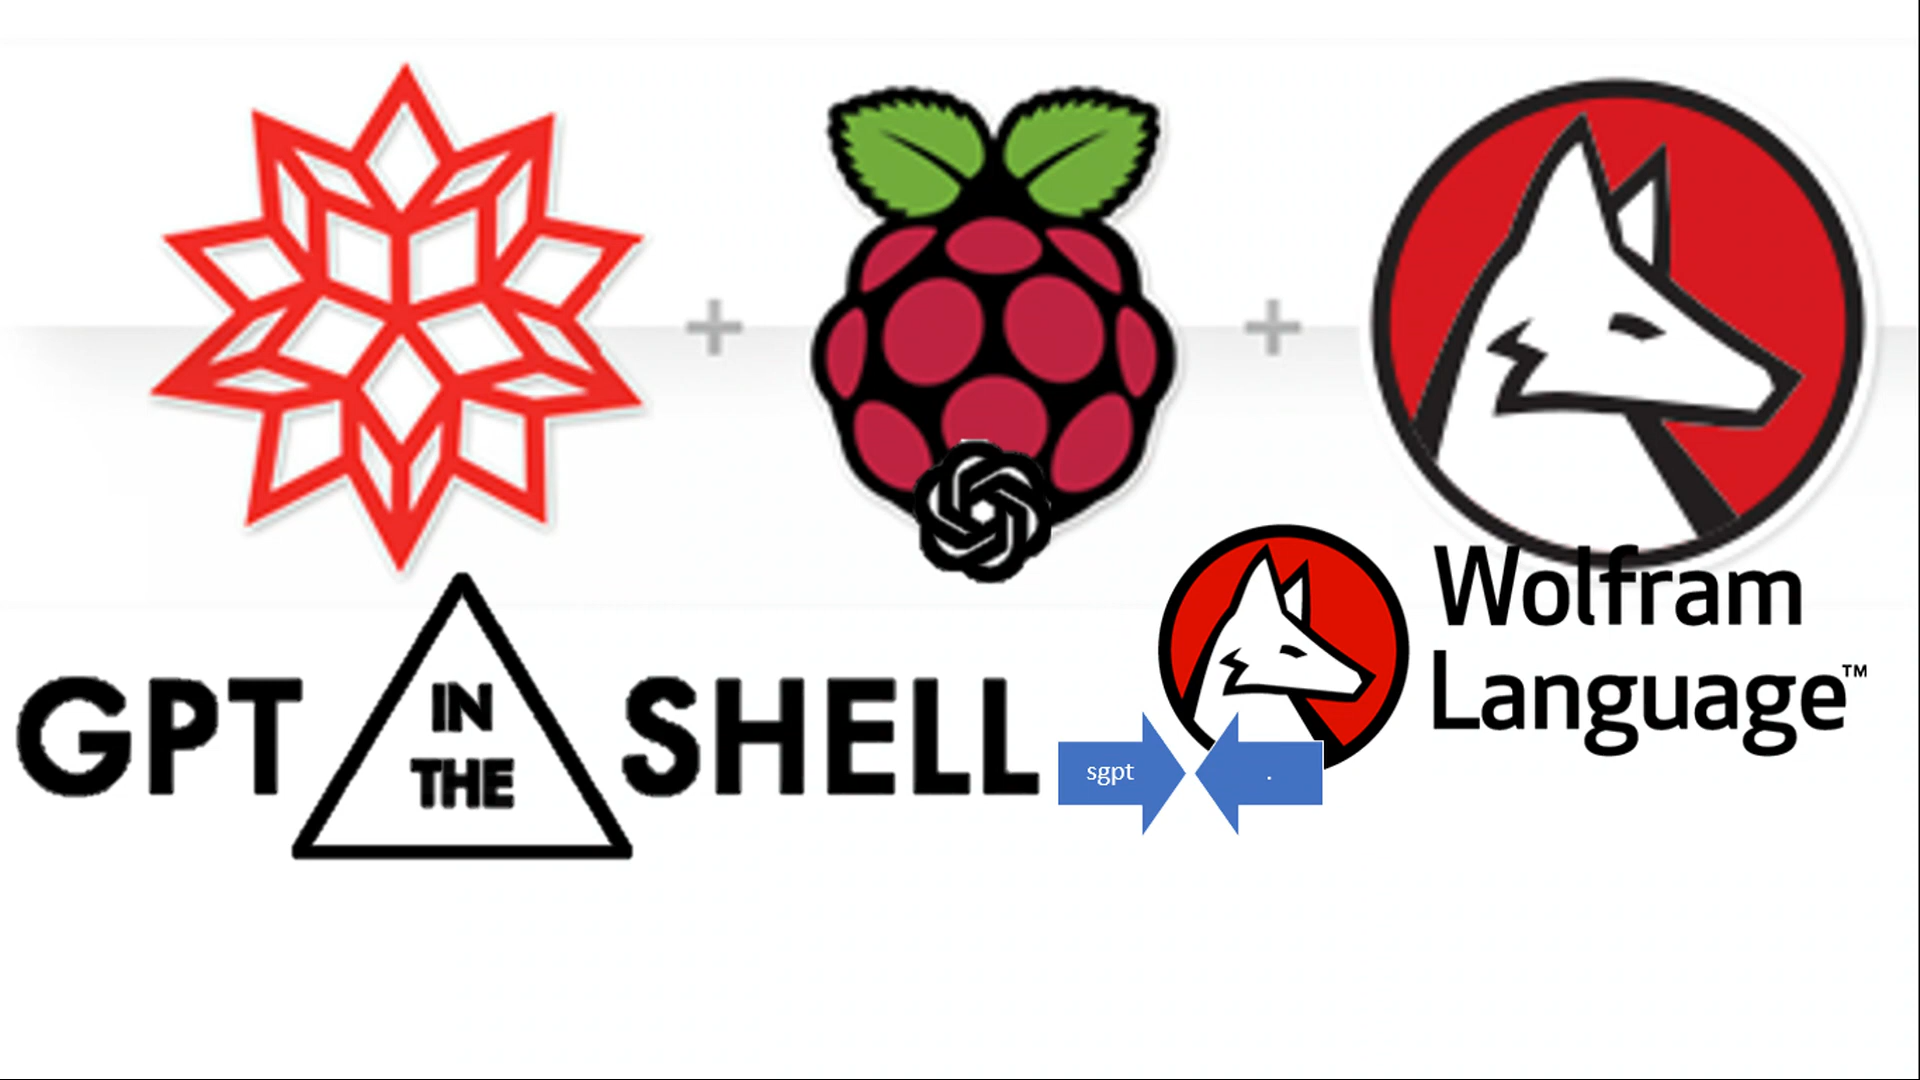 Wolfram
Language™
GPT IN THE SHELL
sgpt
.